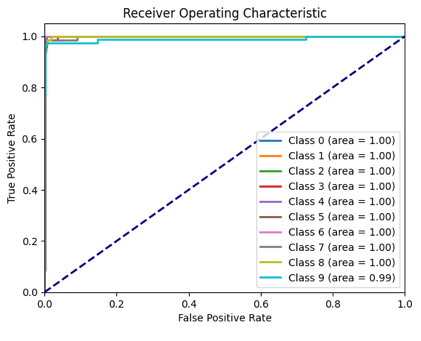 Receiver Operating Characteristic
True Positive Rate
1.0
0.8
0.6
0.4
0.2
0.0
Class 0 (area = 1.00)
Class 1 (area = 1.00)
Class 2 (area = 1.00)
Class 3 (area = 1.00)
Class 4 (area = 1.00)
Class 5 (area = 1.00)
Class 6 (area = 1.00)
Class 7 (area = 1.00)
Class 8 (area = 1.00)
Class 9 (area = 0.99)
0.0 0.2 0.4 0.6 0.8 1.0
False Positive Rate